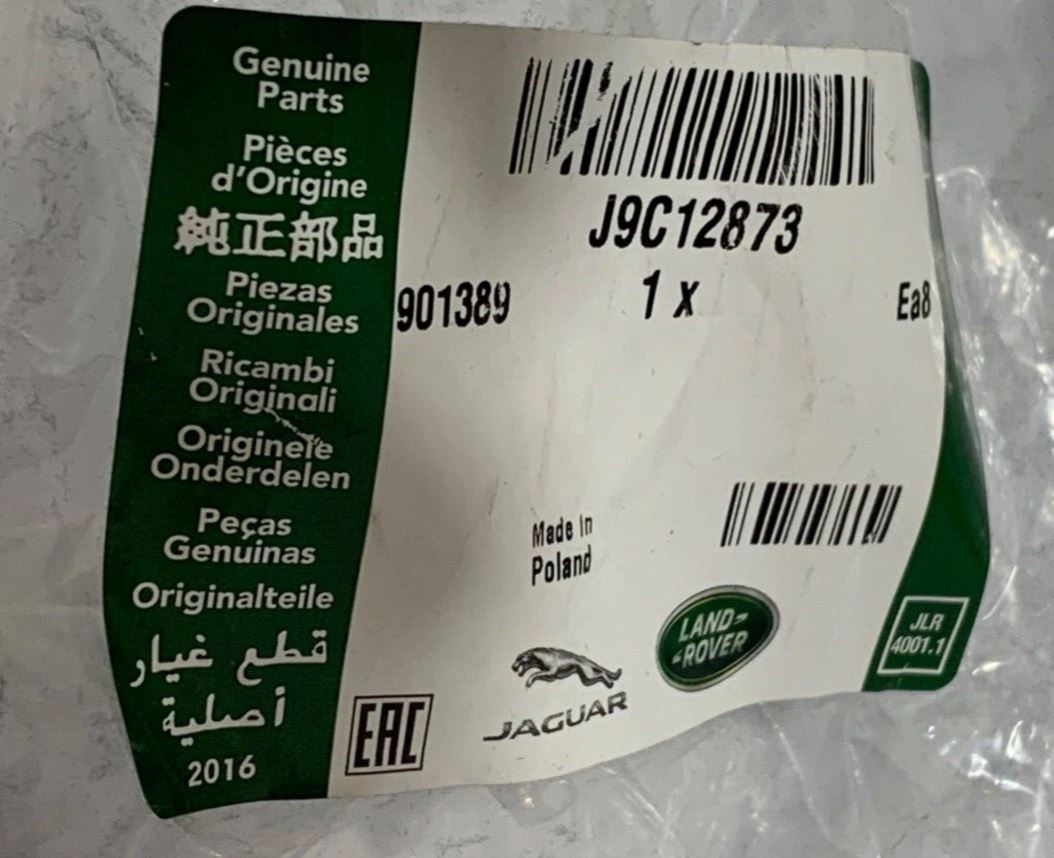 Genuine
Parts
Pièces
d'Origine
純正部品
Piezas
Originales
Ricambi
Originali
Originele
Onderdelen
Peças
Genuinas
Originalteile
قطع غيار
أصلية
2016
J9C12873
901389 1 x Ea8
Made in
Poland
EAC
JAGUAR
LAND-
-ROVER
JLR
4001.1